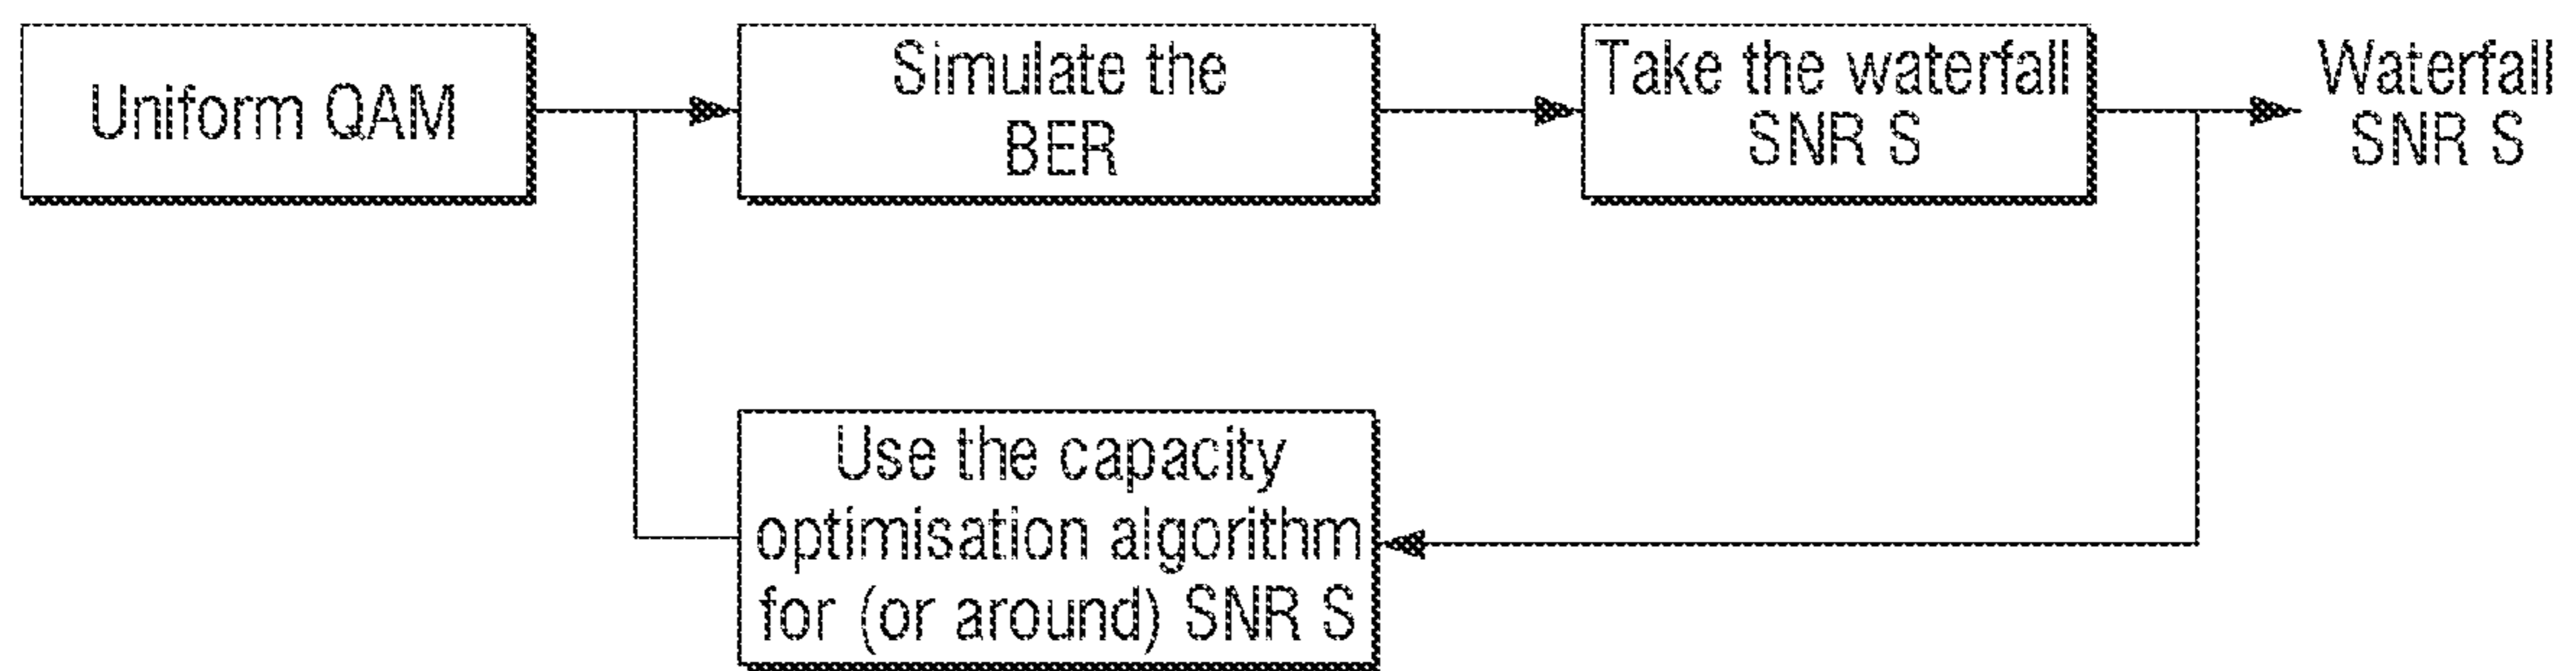 Uniform QAM
Simulate the
BER
Take the waterfall
SNR S
Waterfall
SNR S
Use the capacity
optimisation algorithm
for (or around) SNR S